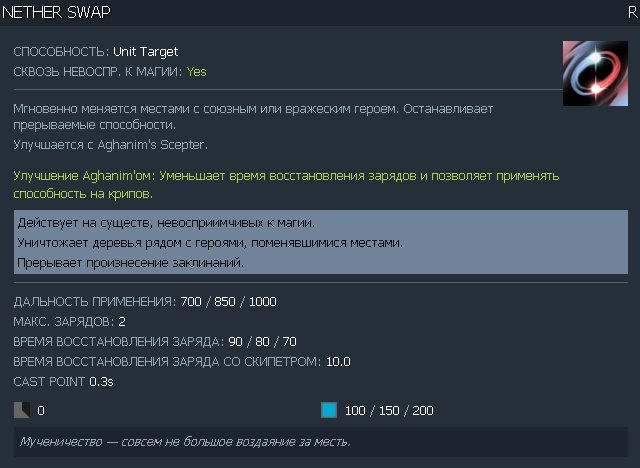 NETHER SWAP R
СПОСОБНОСТЬ: Unit Target
СКВОЗЬ НЕВОСПР. К МАГИИ: Yes
Мгновенно меняется местами с союзным или вражеским героем. Останавливает
прерываемые способности.
Улучшается с Aghanim's Scepter.
Улучшение Aghanim'ом: Уменьшает время восстановления зарядов и позволяет применять
способность на крипов.
Действует на существ, невосприимчивых к магии.
Уничтожает деревья рядом с героями, поменявшимися местами.
Прерывает произнесение заклинаний.
ДАЛЬНОСТЬ ПРИМЕНЕНИЯ: 700 / 850 / 1000
МАКС. ЗАРЯДОВ: 2
ВРЕМЯ ВОССТАНОВЛЕНИЯ ЗАРЯДА: 90 / 80 / 70
ВРЕМЯ ВОССТАНОВЛЕНИЯ ЗАРЯДА СО СКИПЕТРОМ: 10.0
CAST POINT 0.3s
0 100 / 150 / 200
Мученичество — совсем не большое воздаяние за месть.